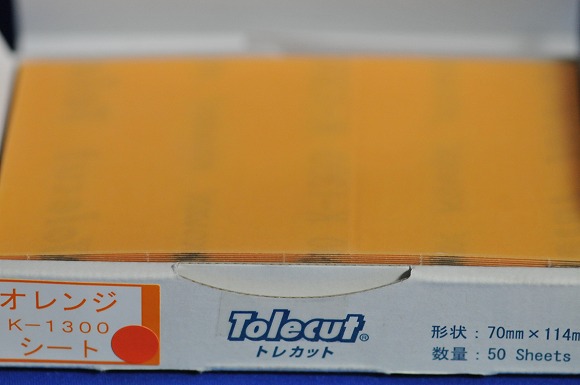 オレンジ
K-1300
シート
Tolecut®
トレカット
形状：70mm×114m
数量：50 Sheets